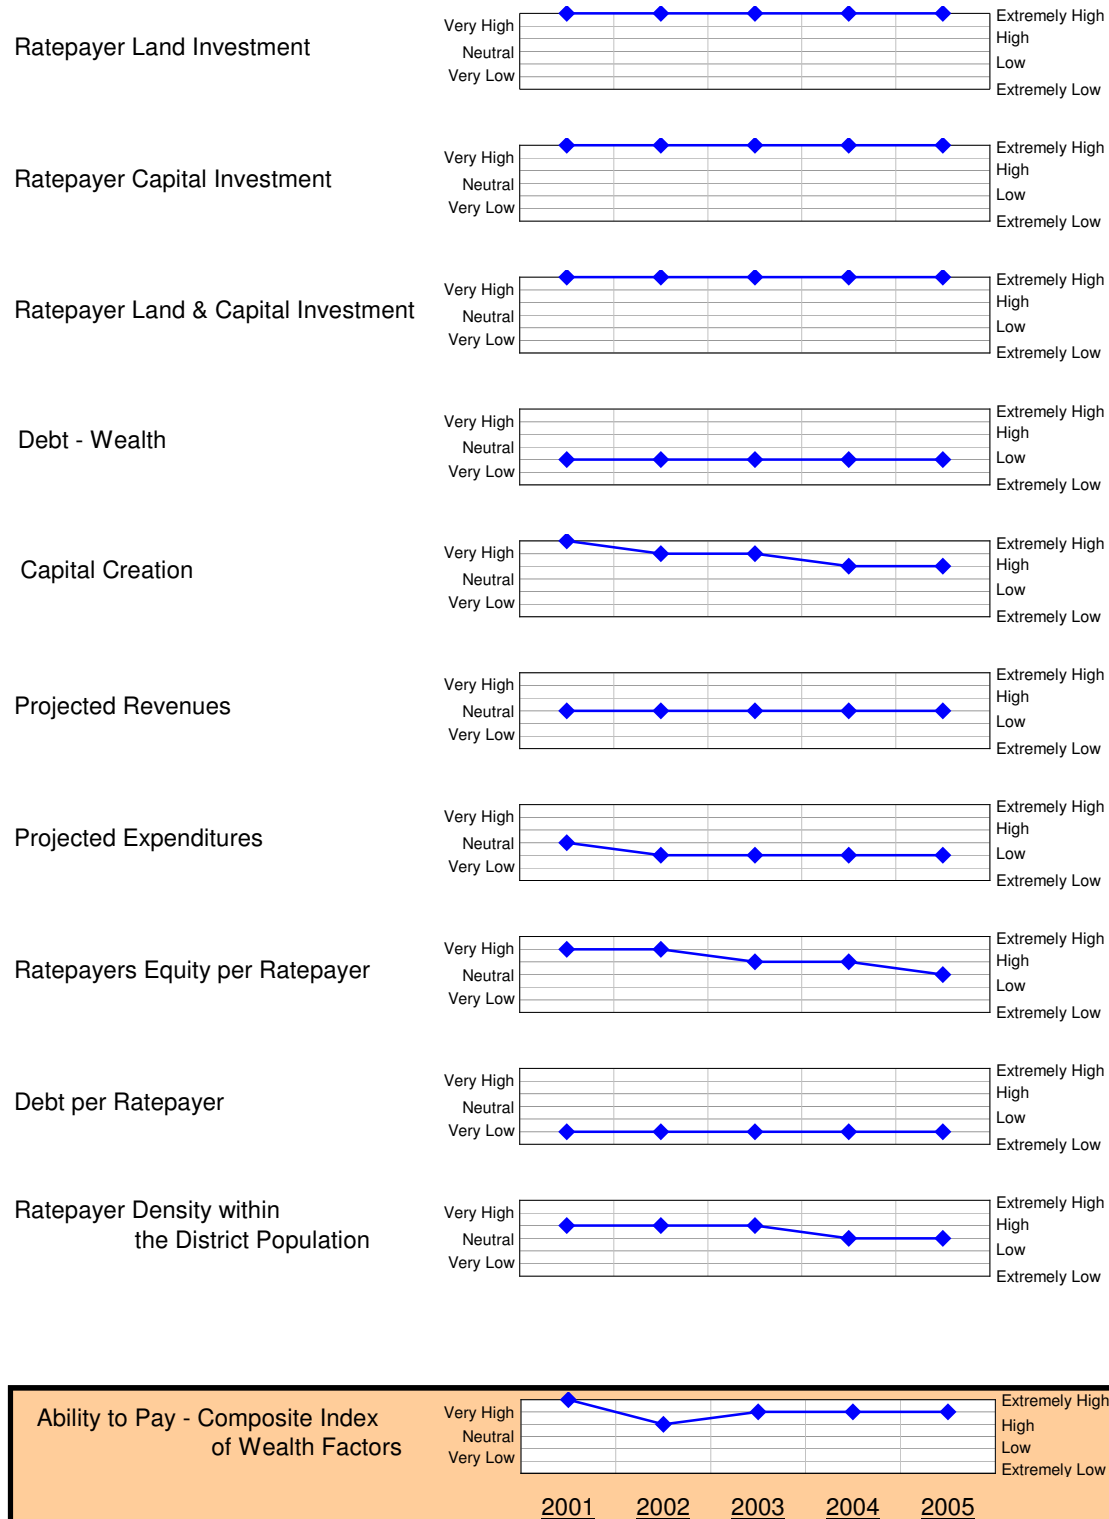 Ratepayer Land Investment
Very High
Neutral
Very Low
Extremely High
High
Low
Extremely Low
Ratepayer Capital Investment
Very High
Neutral
Very Low
Extremely High
High
Low
Extremely Low
Ratepayer Land & Capital Investment
Very High
Neutral
Very Low
Extremely High
High
Low
Extremely Low
Debt - Wealth
Very High
Neutral
Very Low
Extremely High
High
Low
Extremely Low
Capital Creation
Very High
Neutral
Very Low
Extremely High
High
Low
Extremely Low
Projected Revenues
Very High
Neutral
Very Low
Extremely High
High
Low
Extremely Low
Projected Expenditures
Very High
Neutral
Very Low
Extremely High
High
Low
Extremely Low
Ratepayers Equity per Ratepayer
Very High
Neutral
Very Low
Extremely High
High
Low
Extremely Low
Debt per Ratepayer
Very High
Neutral
Very Low
Extremely High
High
Low
Extremely Low
Ratepayer Density within
the District Population
Very High
Neutral
Very Low
Extremely High
High
Low
Extremely Low
Ability to Pay - Composite Index
of Wealth Factors
Very High
Neutral
Very Low
Extremely High
High
Low
Extremely Low
2001 2002 2003 2004 2005